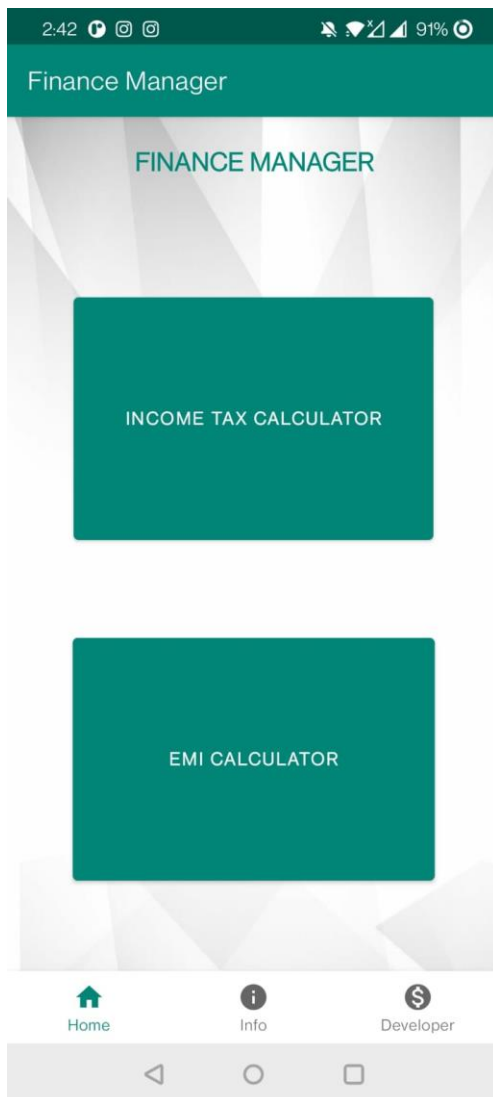 2:42 91%
Finance Manager
FINANCE MANAGER
INCOME TAX CALCULATOR
EMI CALCULATOR
Home Info Developer